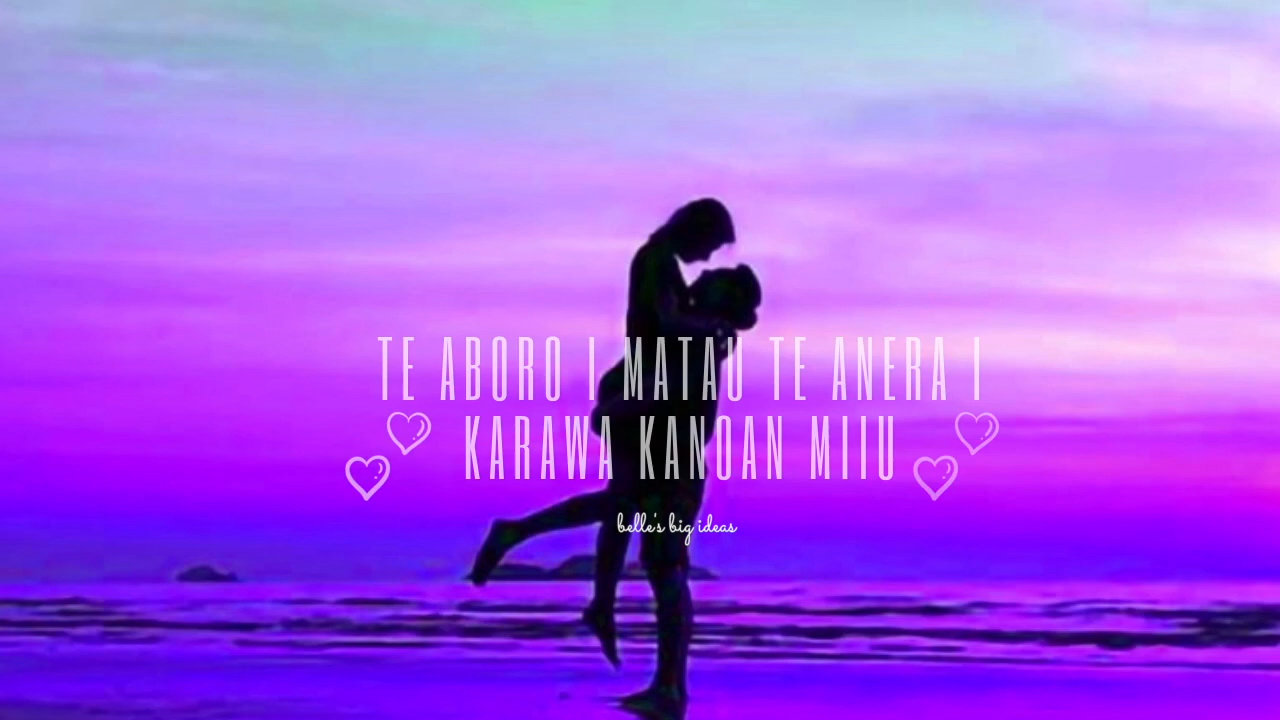 TE ABORO I MATAU TE ANERA I
KARAWA KANOAN MIIU
belle's big ideas